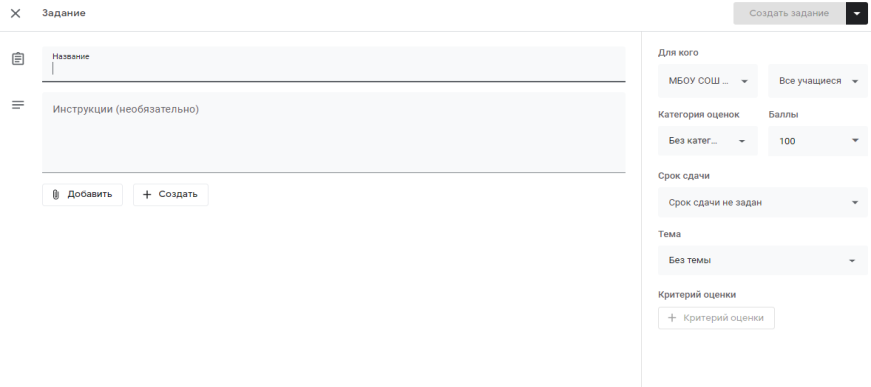 Задание
Создать задание
Название
Инструкции (необязательно)
Добавить
Создать
Для кого
МБОУ СОШ ...
Все учащиеся
Категория оценок
Баллы
Без катег...
100
Срок сдачи
Срок сдачи не задан
Тема
Без темы
Критерий оценки
+ Критерий оценки